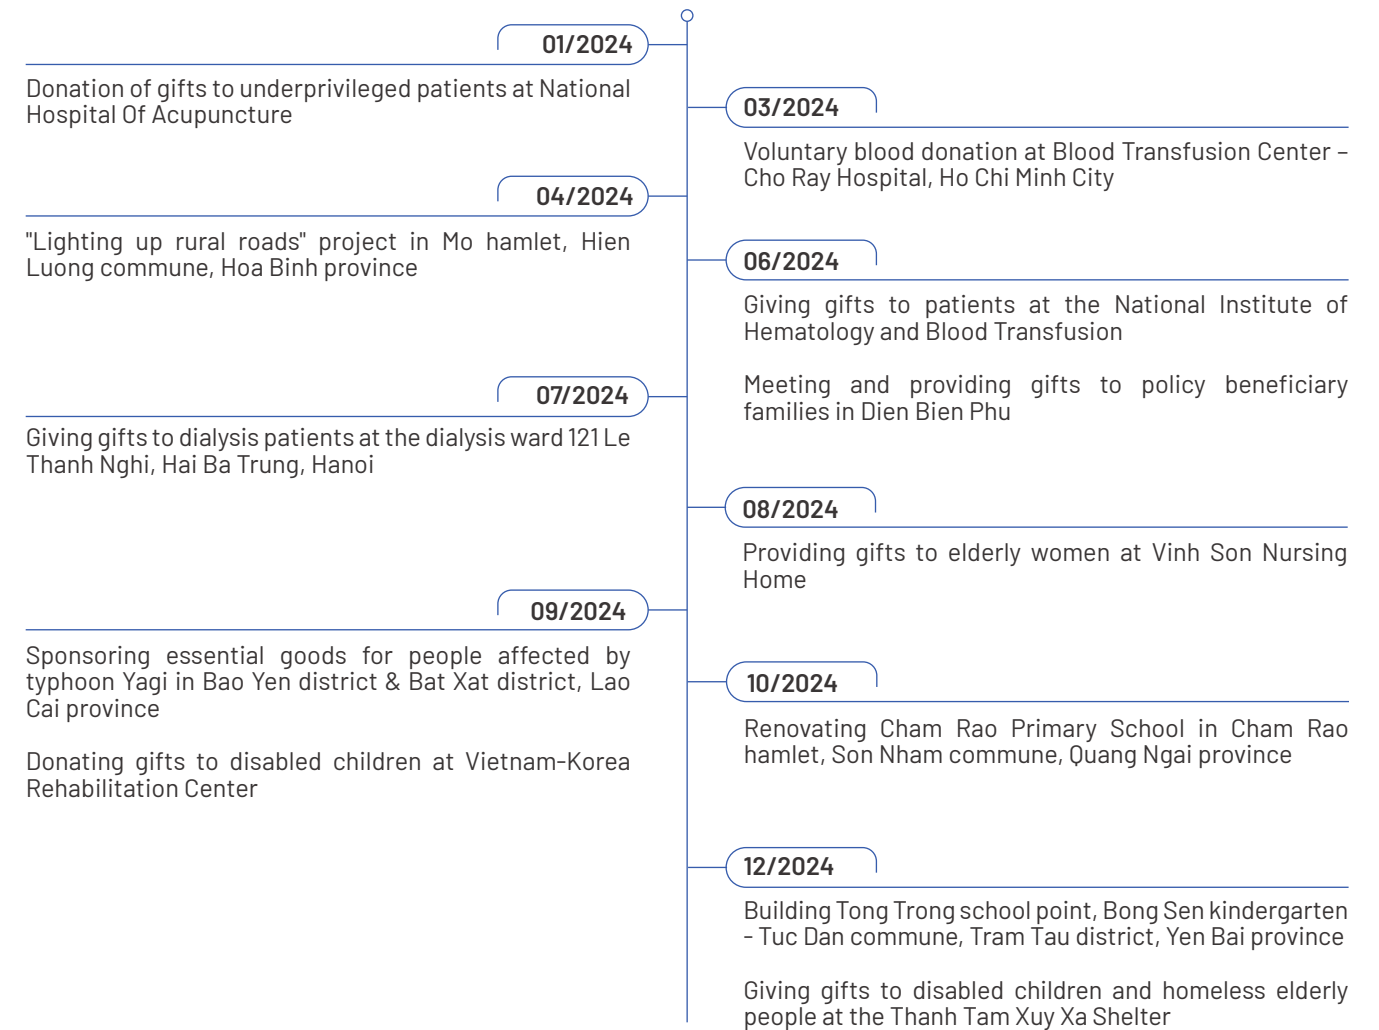 01/2024
Donation of gifts to underprivileged patients at National
Hospital Of Acupuncture
03/2024
Voluntary blood donation at Blood Transfusion Center –
Cho Ray Hospital, Ho Chi Minh City
04/2024
"Lighting up rural roads" project in Mo hamlet, Hien
Luong commune, Hoa Binh province
06/2024
Giving gifts to patients at the National Institute of
Hematology and Blood Transfusion
Meeting and providing gifts to policy beneficiary
families in Dien Bien Phu
07/2024
Giving gifts to dialysis patients at the dialysis ward 121 Le
Thanh Nghi, Hai Ba Trung, Hanoi
08/2024
Providing gifts to elderly women at Vinh Son Nursing
Home
09/2024
Sponsoring essential goods for people affected by
typhoon Yagi in Bao Yen district & Bat Xat district, Lao
Cai province
Donating gifts to disabled children at Vietnam-Korea
Rehabilitation Center
10/2024
Renovating Cham Rao Primary School in Cham Rao
hamlet, Son Nham commune, Quang Ngai province
12/2024
Building Tong Trong school point, Bong Sen kindergarten
- Tuc Dan commune, Tram Tau district, Yen Bai province
Giving gifts to disabled children and homeless elderly
people at the Thanh Tam Xuy Xa Shelter